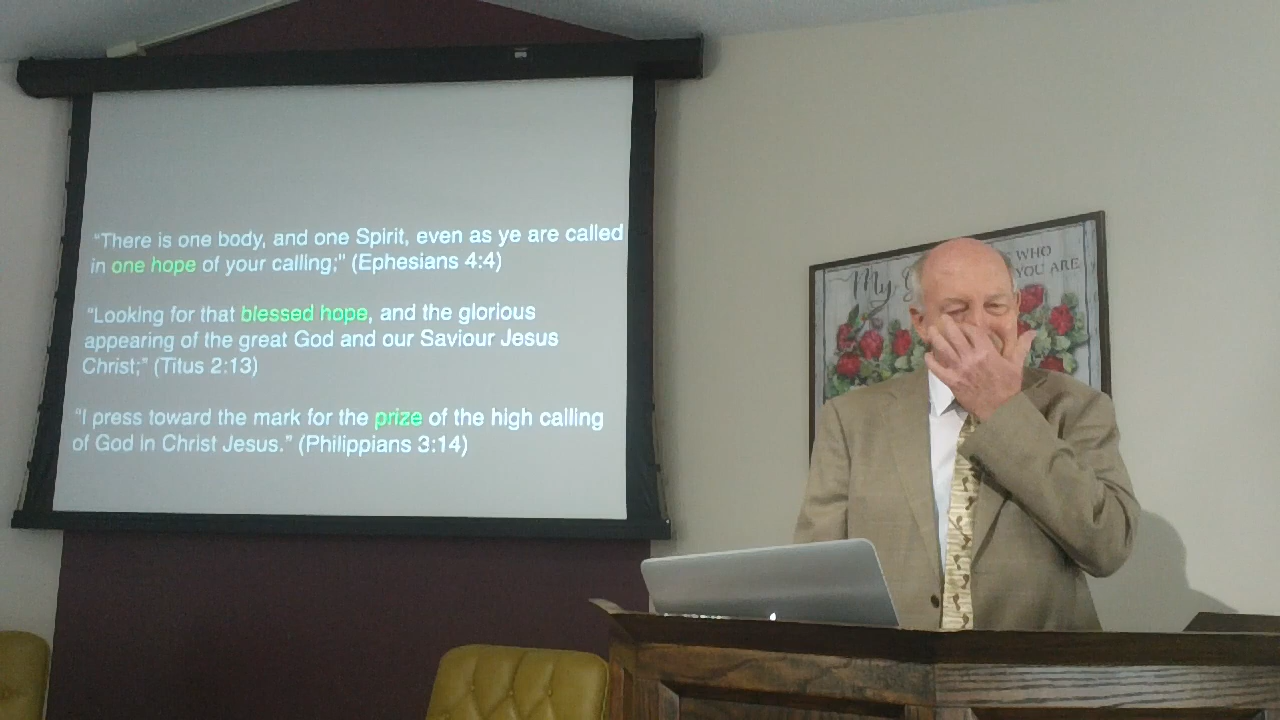 “There is one body, and one Spirit, even as ye are called
in one hope of your calling;” (Ephesians 4:4)
“Looking for that blessed hope, and the glorious
appearing of the great God and our Saviour Jesus
Christ;” (Titus 2:13)
“I press toward the mark for the prize of the high calling
of God in Christ Jesus.” (Philippians 3:14)
WHO
My
YOU ARE